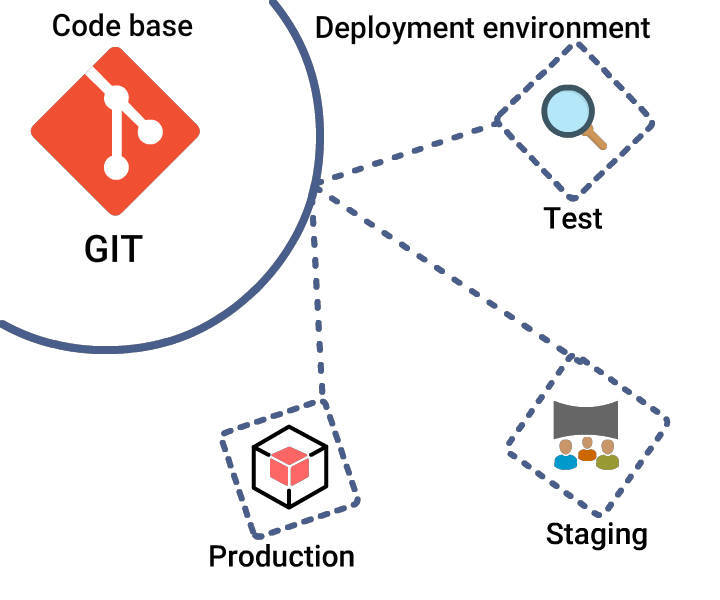 Code base
Deployment environment
GIT
Test
Production
Staging